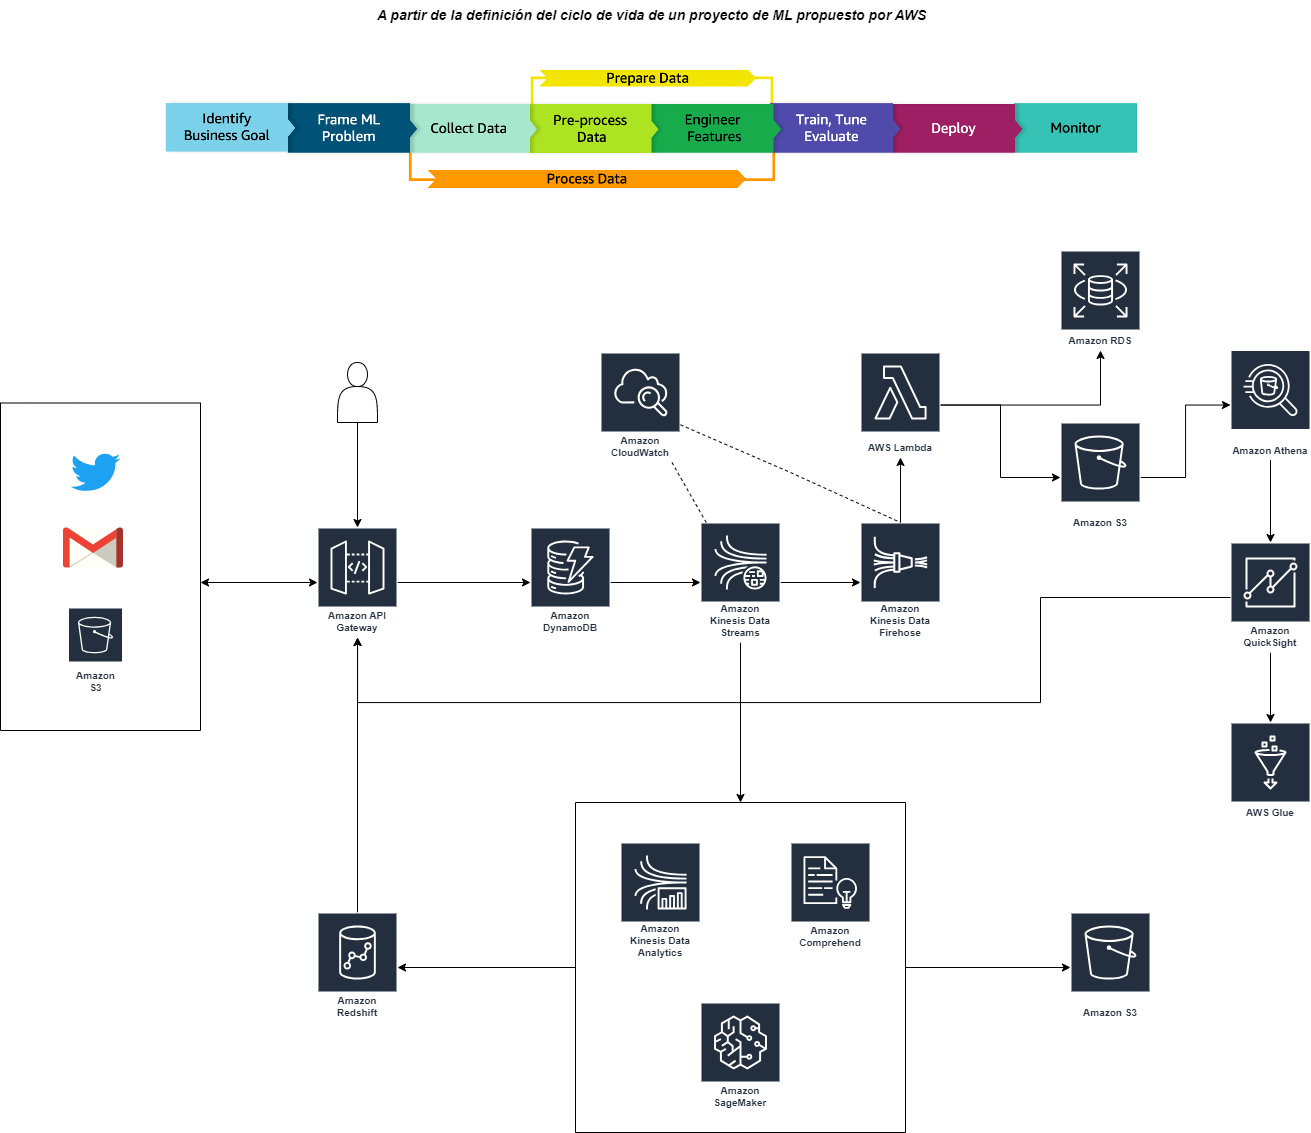 A partir de la definición del ciclo de vida de un proyecto de ML propuesto por AWS
Prepare Data
Identify
Business Goal
Frame ML
Problem
Collect Data
Pre-process
Data
Engineer
Features
Train, Tune
Evaluate
Deploy
Monitor
Process Data
Amazon RDS
Amazon
CloudWatch
AWS Lambda
Amazon S3
Amazon Athena
Amazon
S3
Amazon API
Gateway
Amazon
DynamoDB
Amazon
Kinesis Data
Streams
Amazon
Kinesis Data
Firehose
Amazon
QuickSight
AWS Glue
Amazon
Kinesis Data
Analytics
Amazon
Comprehend
Amazon
Redshift
Amazon S3
Amazon
SageMaker